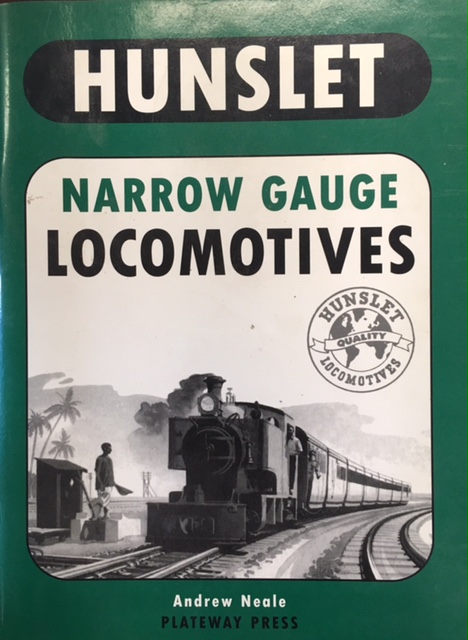 HUNSLET
NARROW GAUGE
LOCOMOTIVES
HUNSLET
QUALITY
LOCOMOTIVES
Andrew Neale
PLATEWAY PRESS